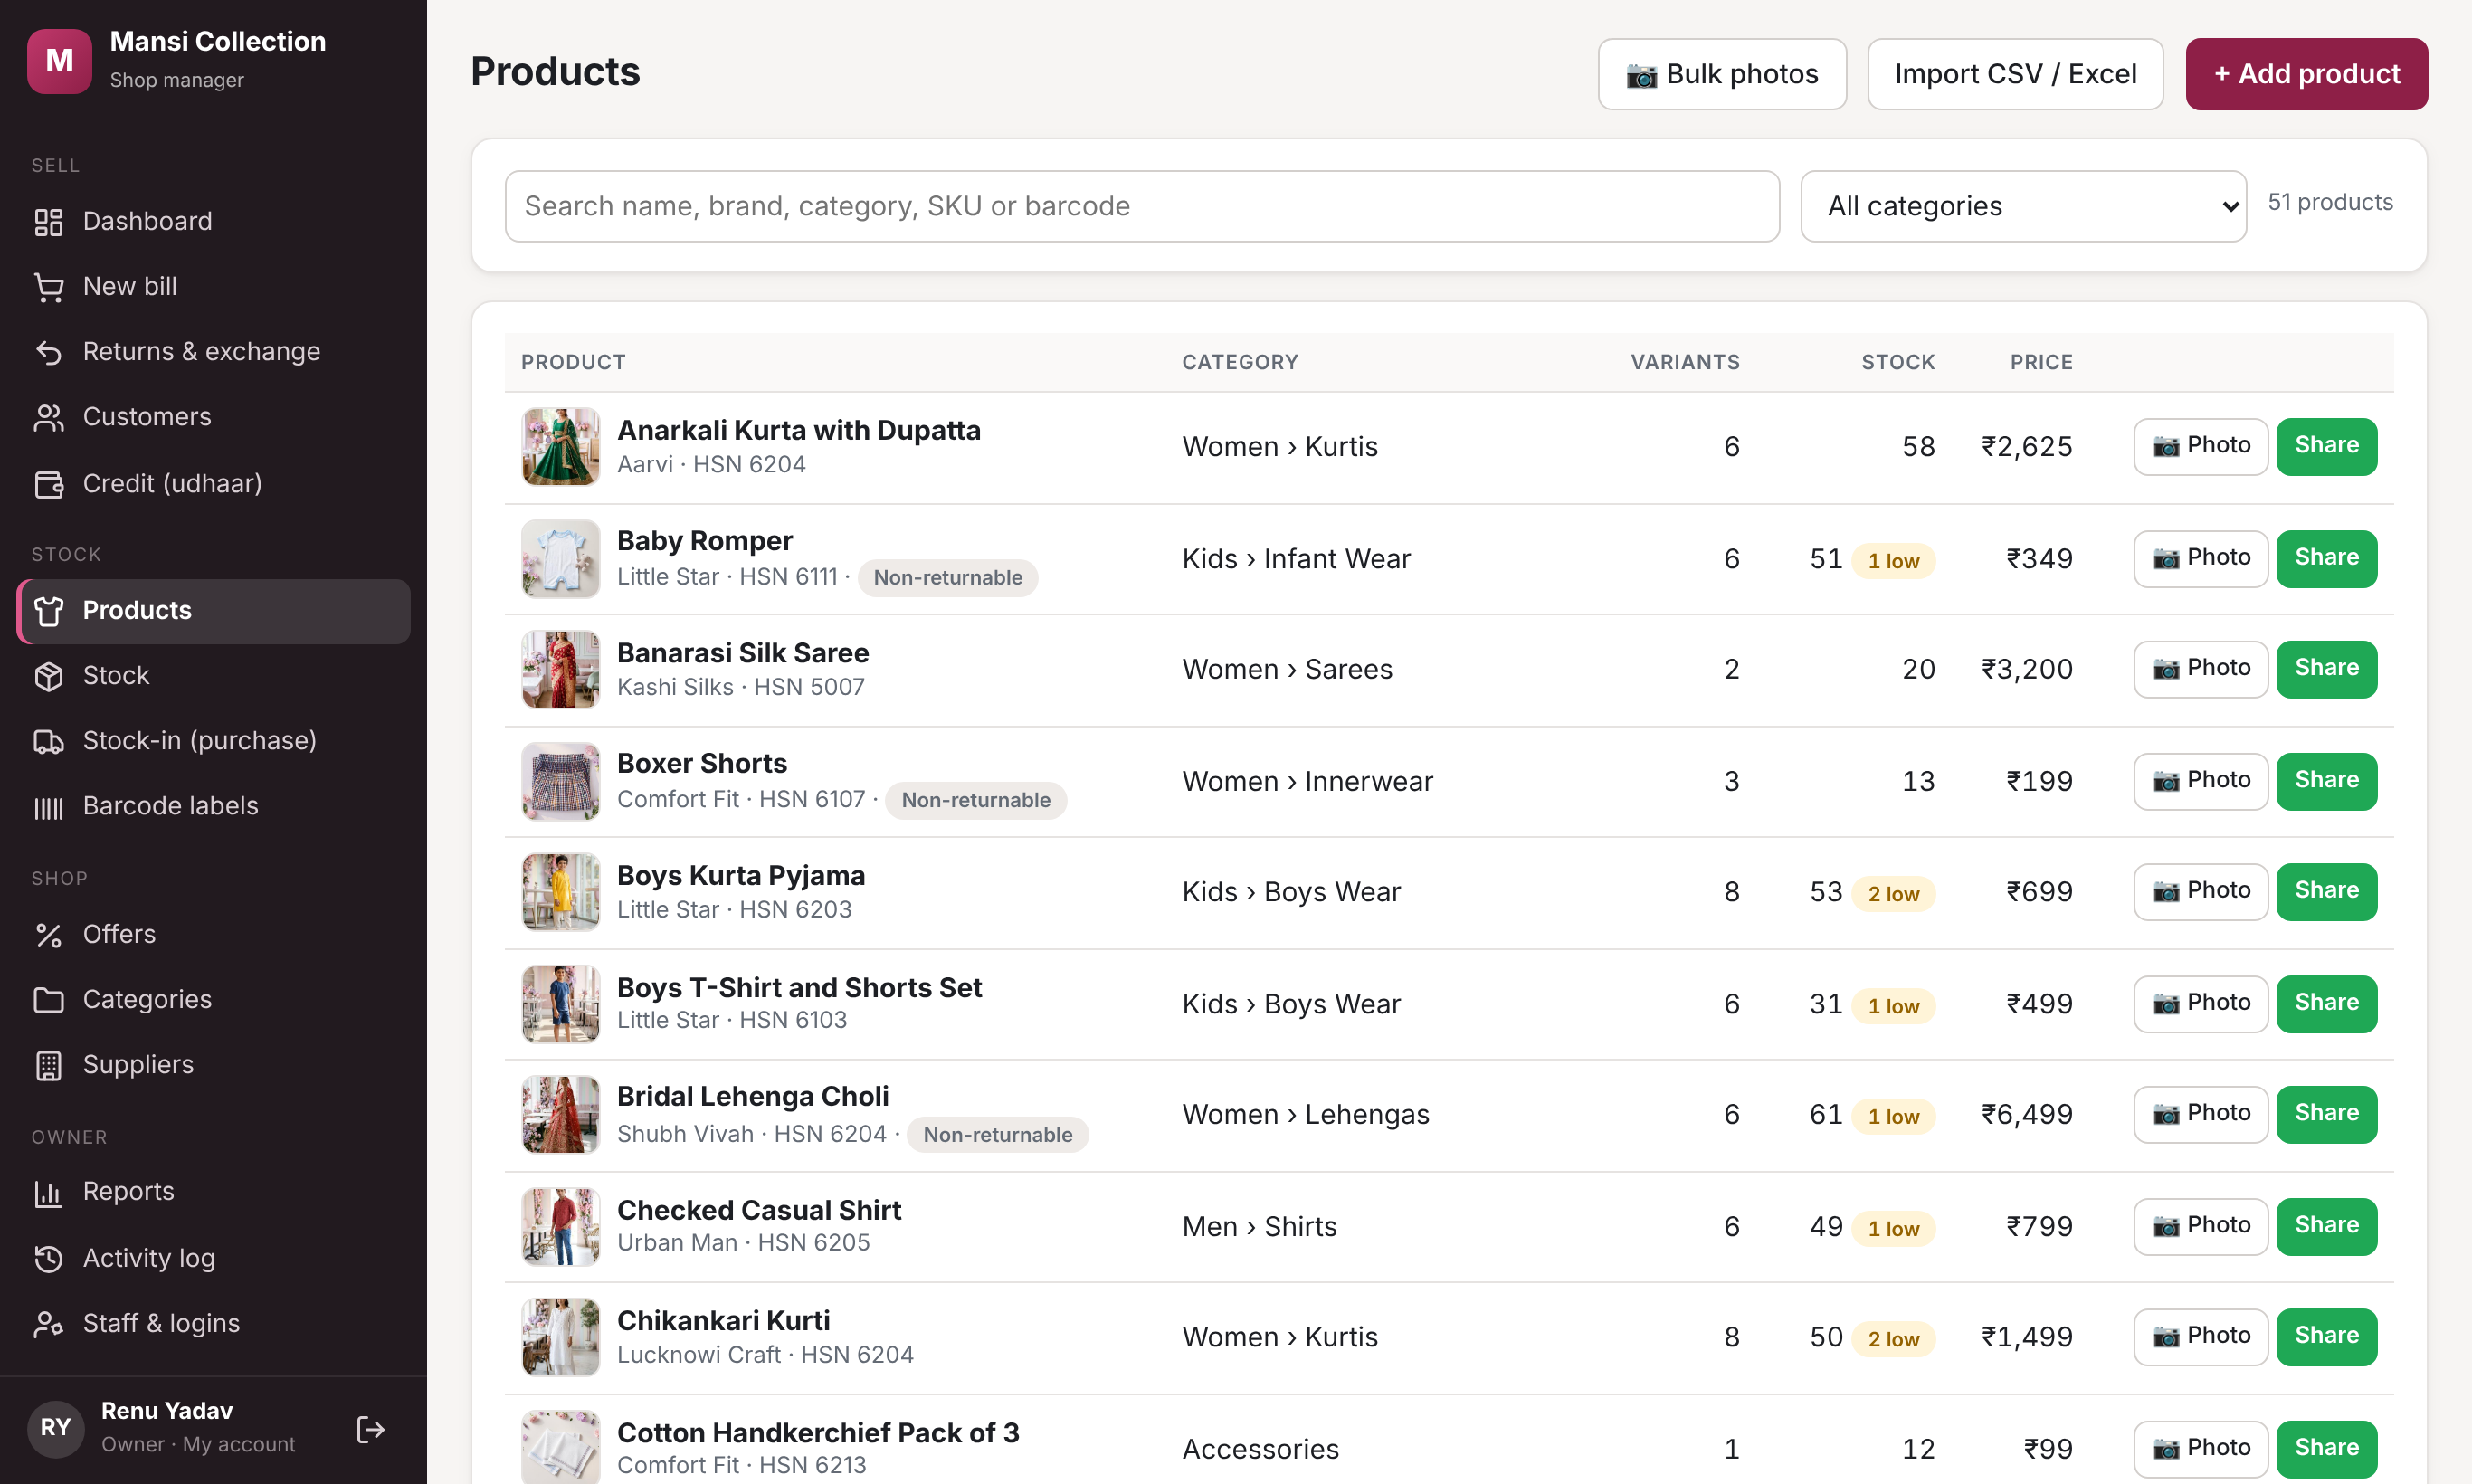 M
Mansi Collection
Shop manager
SELL
Dashboard
New bill
Returns & exchange
Customers
Credit (udhaar)
STOCK
Products
Stock
Stock-in (purchase)
Barcode labels
SHOP
Offers
Categories
Suppliers
OWNER
Reports
Activity log
Staff & logins
RY
Renu Yadav
Owner · My account
Products
Bulk photos
Import CSV / Excel
+ Add product
Search name, brand, category, SKU or barcode
All categories
51 products
PRODUCT CATEGORY VARIANTS STOCK PRICE
Anarkali Kurta with Dupatta
Aarvi · HSN 6204
Women › Kurtis 6 58 ₹2,625 Photo Share
Baby Romper
Little Star · HSN 6111 · Non-returnable
Kids › Infant Wear 6 51 1 low ₹349 Photo Share
Banarasi Silk Saree
Kashi Silks · HSN 5007
Women › Sarees 2 20 ₹3,200 Photo Share
Boxer Shorts
Comfort Fit · HSN 6107 · Non-returnable
Women › Innerwear 3 13 ₹199 Photo Share
Boys Kurta Pyjama
Little Star · HSN 6203
Kids › Boys Wear 8 53 2 low ₹699 Photo Share
Boys T-Shirt and Shorts Set
Little Star · HSN 6103
Kids › Boys Wear 6 31 1 low ₹499 Photo Share
Bridal Lehenga Choli
Shubh Vivah · HSN 6204 · Non-returnable
Women › Lehengas 6 61 1 low ₹6,499 Photo Share
Checked Casual Shirt
Urban Man · HSN 6205
Men › Shirts 6 49 1 low ₹799 Photo Share
Chikankari Kurti
Lucknowi Craft · HSN 6204
Women › Kurtis 8 50 2 low ₹1,499 Photo Share
Cotton Handkerchief Pack of 3
Comfort Fit · HSN 6213
Accessories 1 12 ₹99 Photo Share